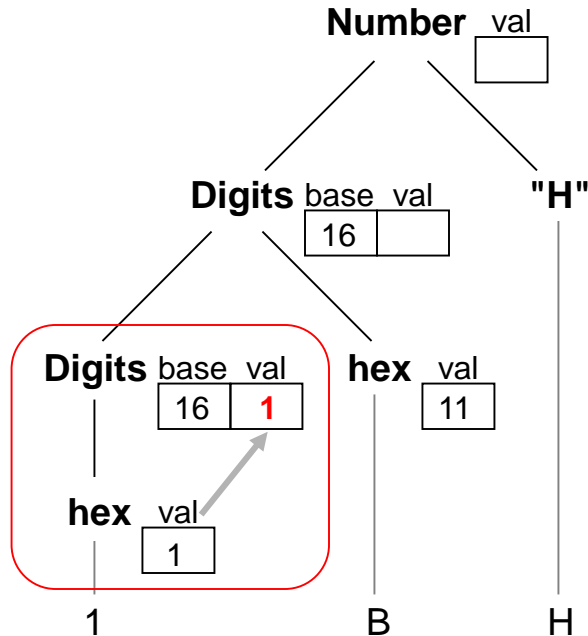 Number val
Digits base val "H"
16
Digits base val hex val
16 1 11
hex val
1
1 B H